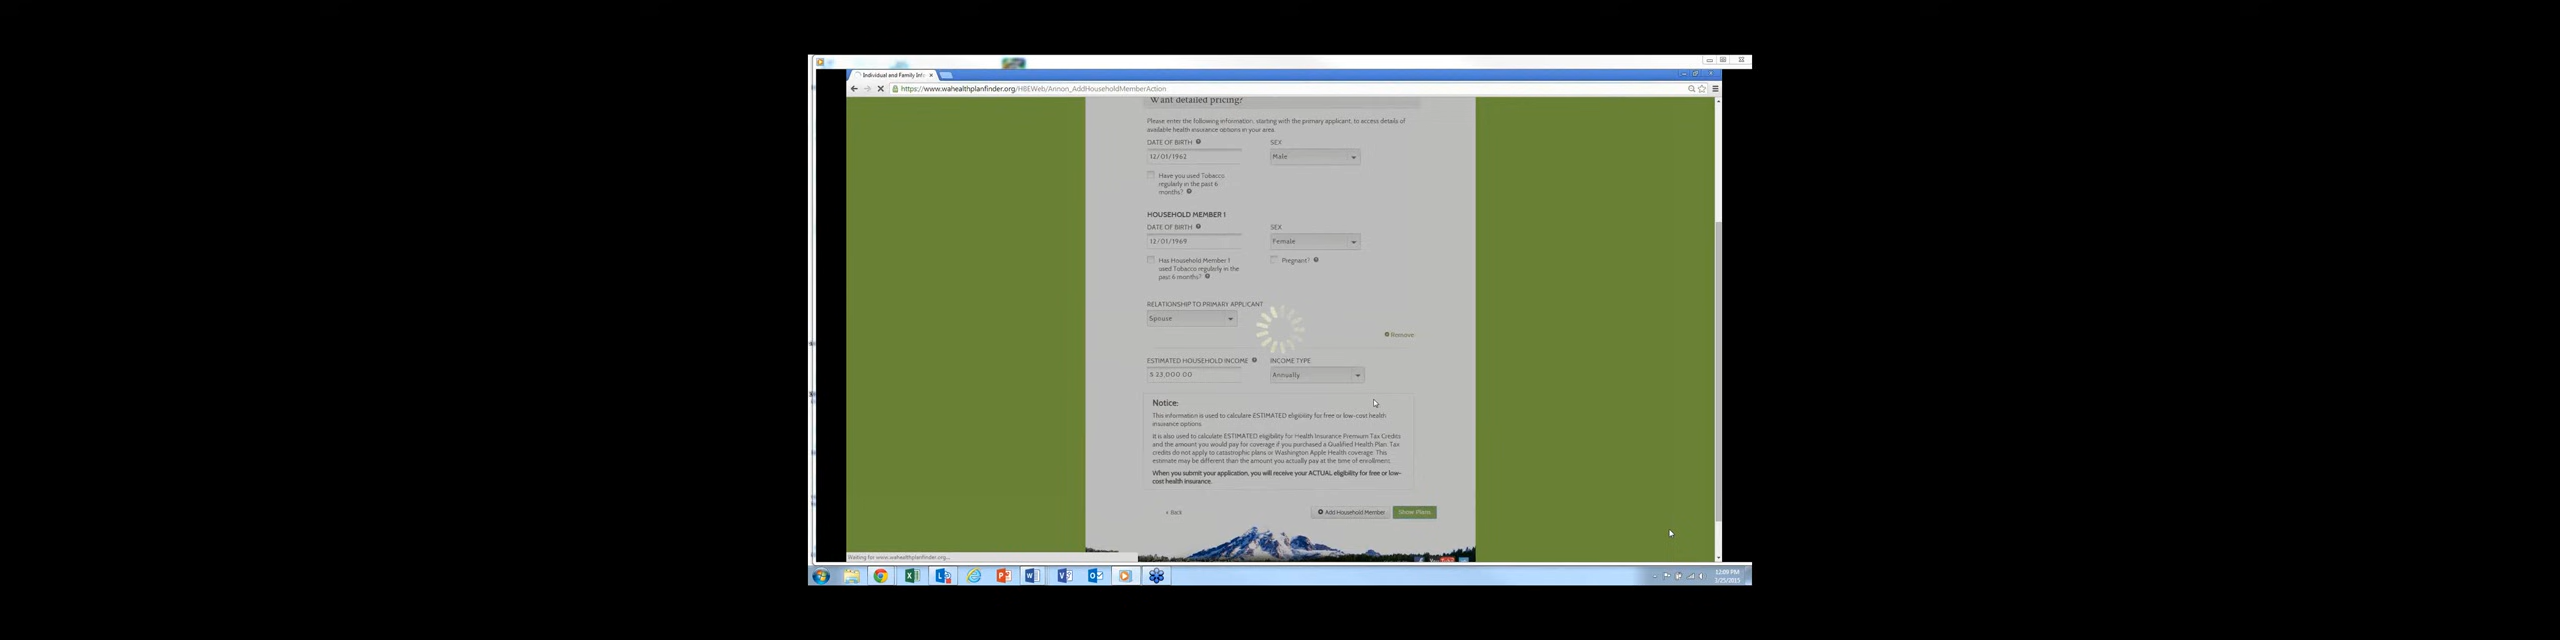 Individual and Family Inf
https://www.wahealthplanfinder.org/HBEWeb/Annon_AddHouseholdMemberAction
Want detailed pricing?
Please enter the following information, starting with the primary applicant, to access details of
available health insurance options in your area.
DATE OF BIRTH SEX
12/01/1962 Male
Have you used Tobacco
regularly in the past 6
months?
HOUSEHOLD MEMBER 1
DATE OF BIRTH SEX
12/01/1969 Female
Has Household Member 1 Pregnant?
used Tobacco regularly in the
past 6 months?
RELATIONSHIP TO PRIMARY APPLICANT
Spouse
Remove
ESTIMATED HOUSEHOLD INCOME INCOME TYPE
$ 23,000.00 Annually
Notice:
This information is used to calculate ESTIMATED eligibility for free or low-cost health
insurance options
It is also used to calculate ESTIMATED eligibility for Health Insurance Premium Tax Credits
and the amount you would pay for coverage if you purchased a Qualified Health Plan. Tax
credits do not apply to catastrophic plans or Washington Apple Health coverage. This
estimate may be different than the amount you actually pay at the time of enrollment.
When you submit your application, you will receive your ACTUAL eligibility for free or low-
cost health insurance.
Back Add Household Member Show Plans
Waiting for www.wahealthplanfinder.org...
12:09 PM
3/25/2015